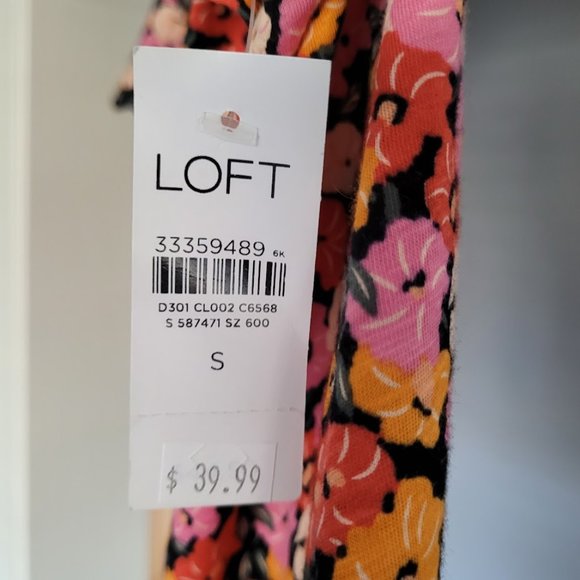 LOFT
33359489 6K
D301 CL002 C6568
S 587471 SZ 600
S
$ 39.99